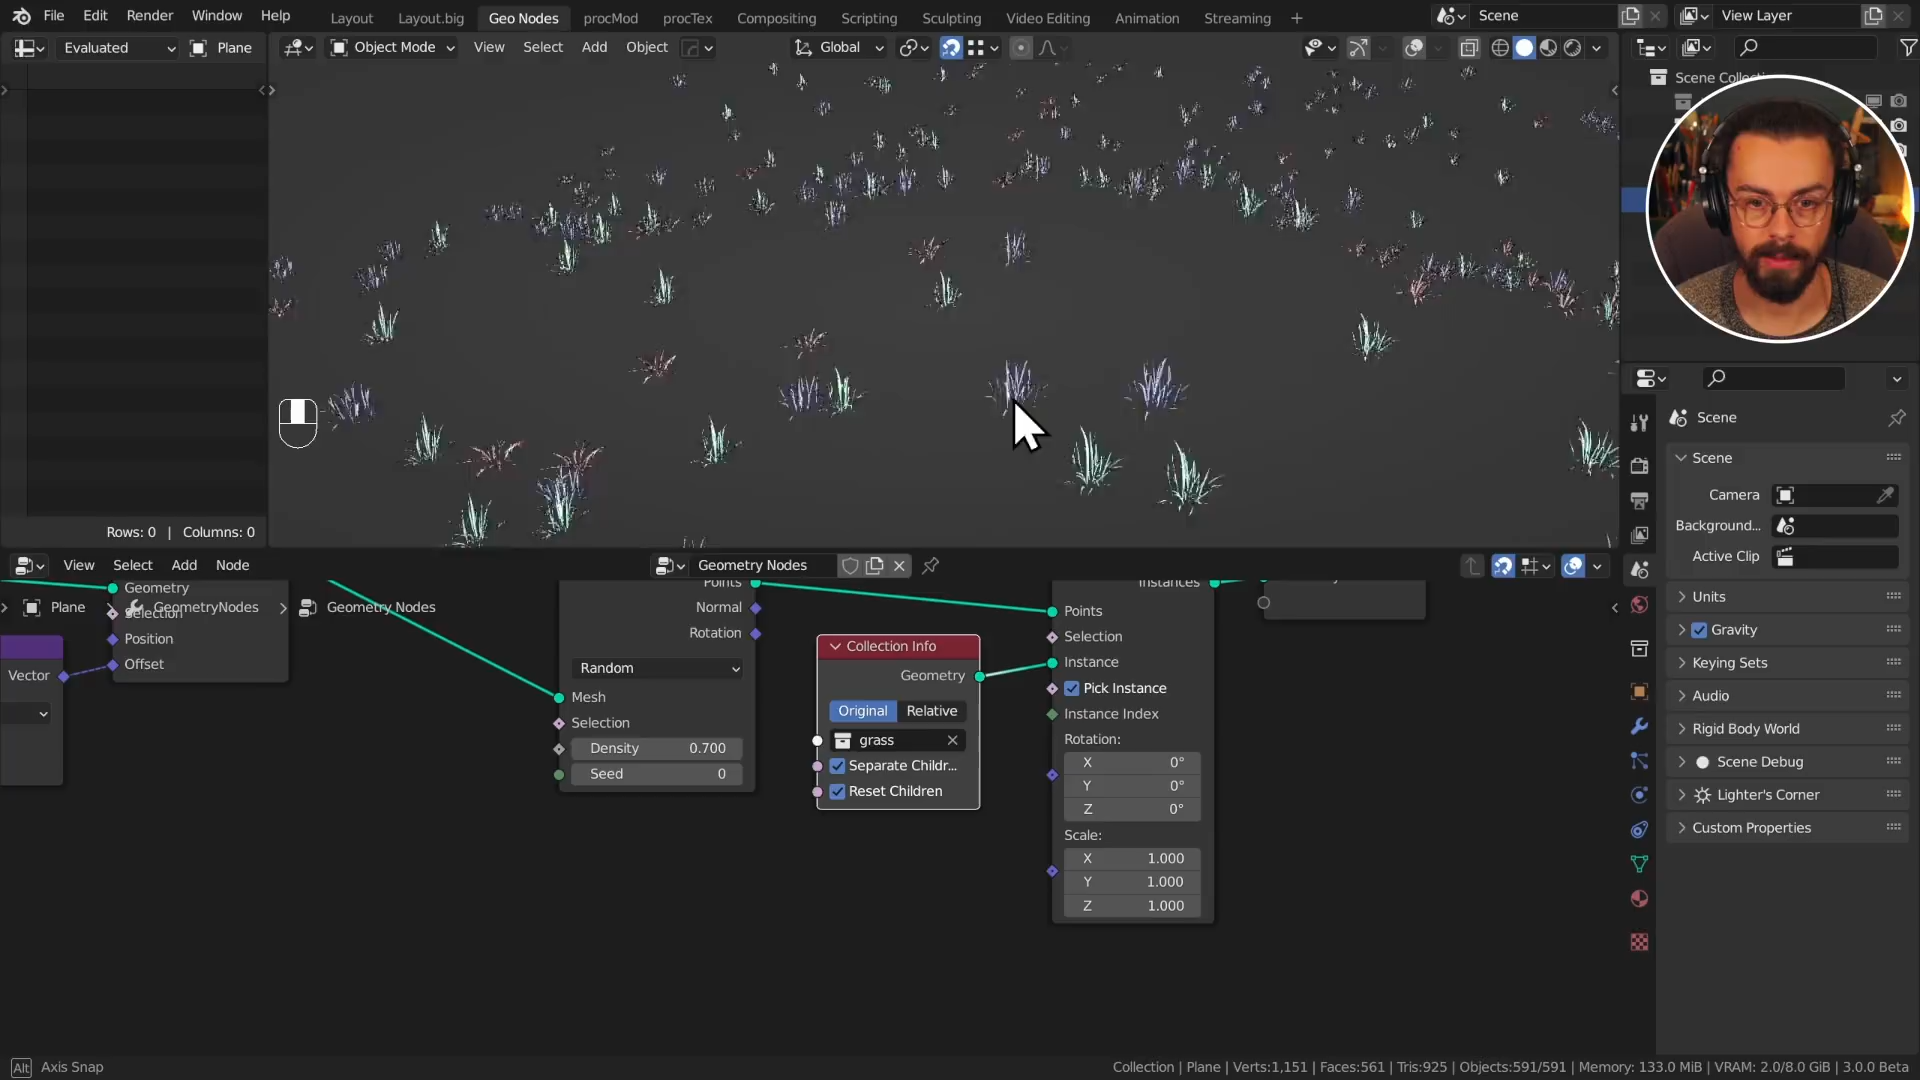 File Edit Render Window Help
Layout Layout.big Geo Nodes procMod procTex Compositing Scripting Sculpting Video Editing Animation Streaming +
Scene
View Layer
Evaluated Plane
Object Mode View Select Add Object
Global
Scene Collecti
Rows: 0 | Columns: 0
View Select Add Node
Geometry Nodes
Plane GeometryNodes Geometry Nodes
Geometry
Selection
Position
Offset
Vector
Points
Normal
Rotation
Random
Mesh
Selection
Density 0.700
Seed 0
Collection Info
Geometry
Original Relative
grass
Separate Childr...
Reset Children
Instances
Points
Selection
Instance
Pick Instance
Instance Index
Rotation:
X 0°
Y 0°
Z 0°
Scale:
X 1.000
Y 1.000
Z 1.000
Scene
Scene
Camera
Background...
Active Clip
Units
Gravity
Keying Sets
Audio
Rigid Body World
Scene Debug
Lighter's Corner
Custom Properties
Alt Axis Snap
Collection | Plane | Verts:1,151 | Faces:561 | Tris:925 | Objects:591/591 | Memory: 133.0 MiB | VRAM: 2.0/8.0 GiB | 3.0.0 Beta